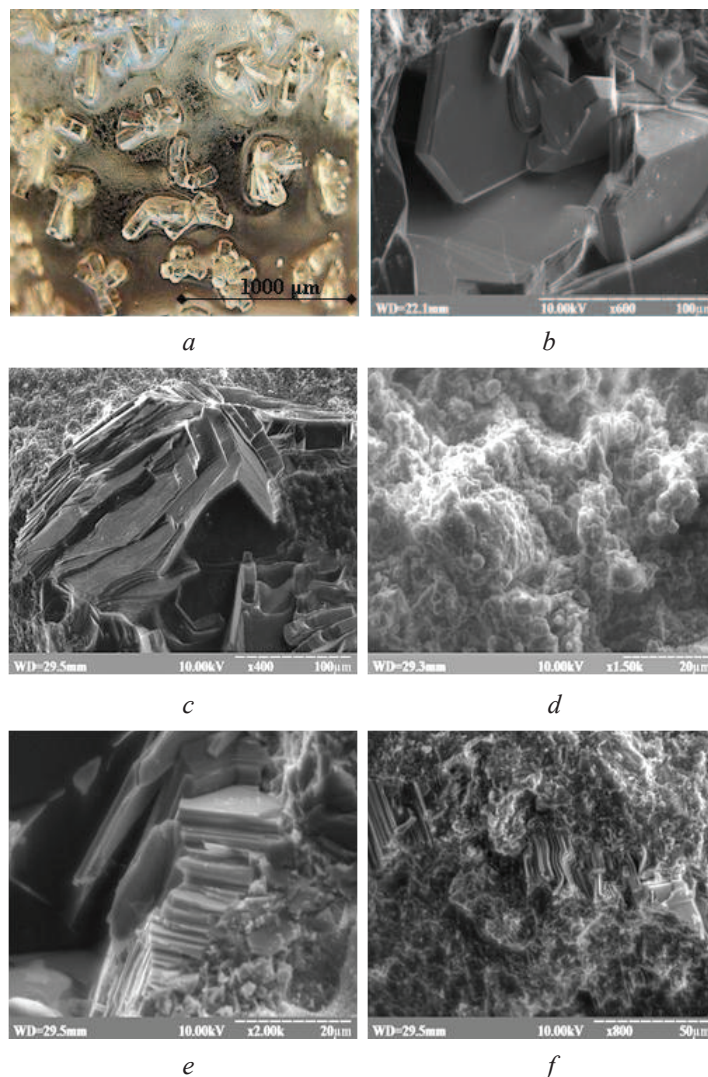 1000 μm
a
WD=22.1mm 10.00kV x600 100μm
b
WD=29.5mm 10.00kV x400 100μm
c
WD=29.3mm 10.00kV x1.50k 20μm
d
WD=29.5mm 10.00kV x2.00k 20μm
e
WD=29.5mm 10.00kV x800 50μm
f